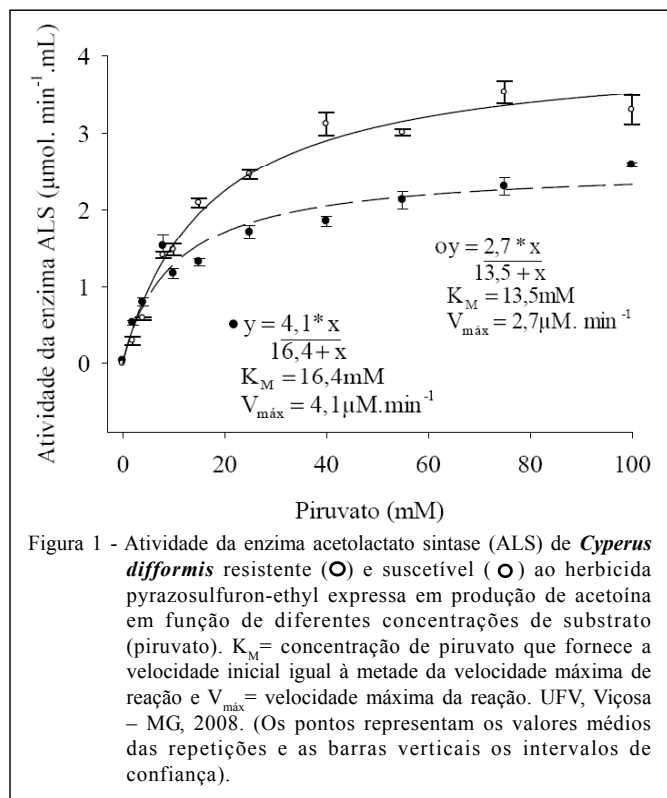 Atividade da enzima ALS (µmol. min⁻¹.mL)
4
3
2
1
0
● y = 4,1* x
16,4+ x
K_M = 16,4mM
V_máx = 4,1µM.min⁻¹
oy = 2,7 * x
13,5 + x
K_M = 13,5mM
V_máx = 2,7µM. min⁻¹
0 20 40 60 80 100
Piruvato (mM)
Figura 1 - Atividade da enzima acetolactato sintase (ALS) de Cyperus
difformis resistente (O) e suscetível ( O ) ao herbicida
pyrazosulfuron-ethyl expressa em produção de acetoína
em função de diferentes concentrações de substrato
(piruvato). K_M= concentração de piruvato que fornece a
velocidade inicial igual à metade da velocidade máxima de
reação e V_máx= velocidade máxima da reação. UFV, Viçosa
– MG, 2008. (Os pontos representam os valores médios
das repetições e as barras verticais os intervalos de
confiança).